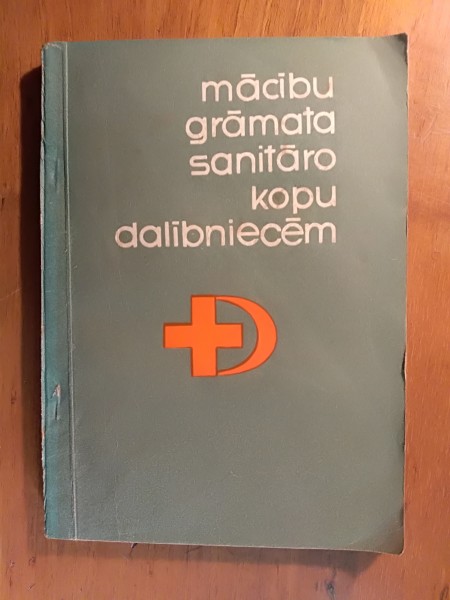 mācību
grāmata
sanitāro
kopu
dalībniecēm